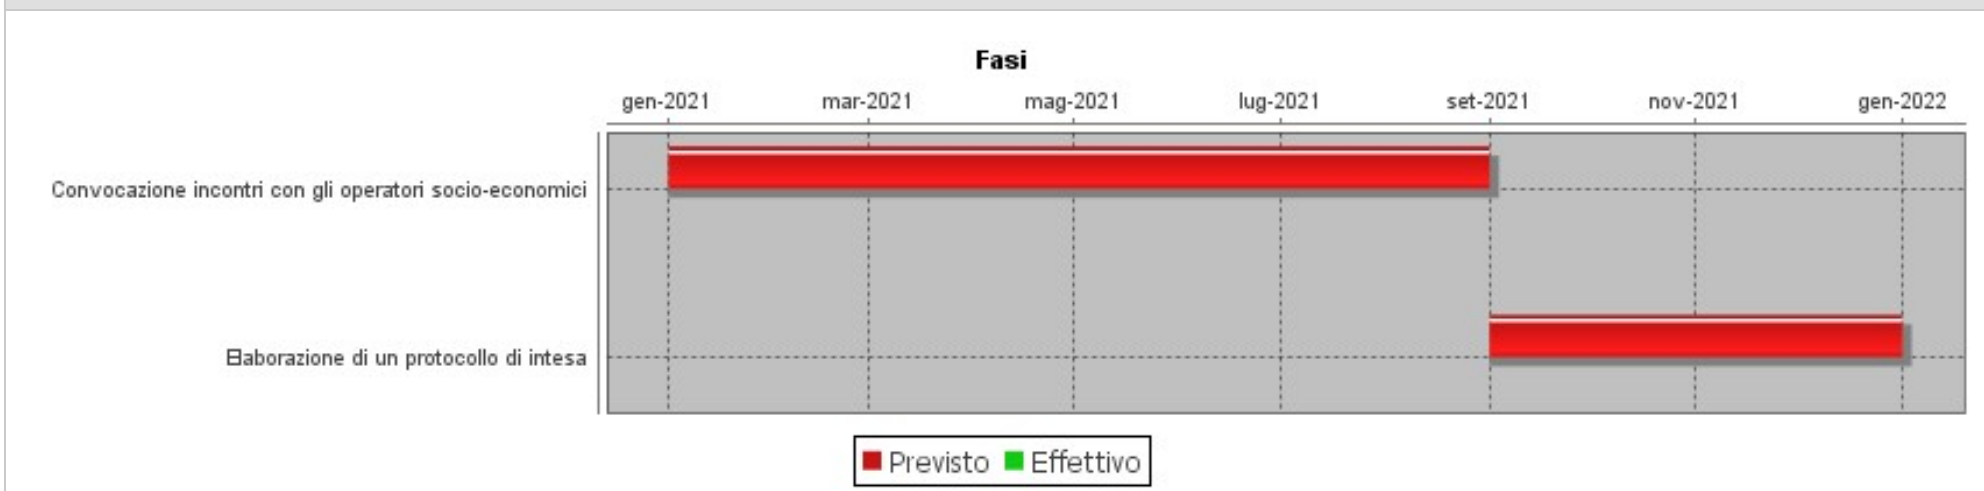 Fasi
gen-2021 mar-2021 mag-2021 lug-2021 set-2021 nov-2021 gen-2022
Convocazione incontri con gli operatori socio-economici
Elaborazione di un protocollo di intesa
Previsto Effettivo